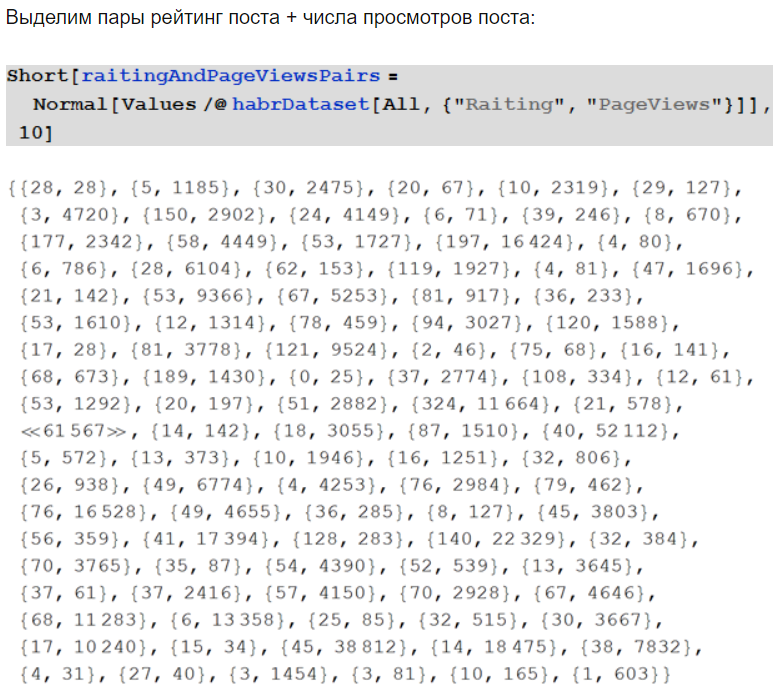 Выделим пары рейтинг поста + числа просмотров поста:
Short[raitingAndPageViewsPairs =
Normal[Values /@ habrDataset[All, {"Raiting", "PageViews"}]],
10]
{{28, 28}, {5, 1185}, {30, 2475}, {20, 67}, {10, 2319}, {29, 127},
{3, 4720}, {150, 2902}, {24, 4149}, {6, 71}, {39, 246}, {8, 670},
{177, 2342}, {58, 4449}, {53, 1727}, {197, 16 424}, {4, 80},
{6, 786}, {28, 6104}, {62, 153}, {119, 1927}, {4, 81}, {47, 1696},
{21, 142}, {53, 9366}, {67, 5253}, {81, 917}, {36, 233},
{53, 1610}, {12, 1314}, {78, 459}, {94, 3027}, {120, 1588},
{17, 28}, {81, 3778}, {121, 9524}, {2, 46}, {75, 68}, {16, 141},
{68, 673}, {189, 1430}, {0, 25}, {37, 2774}, {108, 334}, {12, 61},
{53, 1292}, {20, 197}, {51, 2882}, {324, 11 664}, {21, 578},
≪61 567≫, {14, 142}, {18, 3055}, {87, 1510}, {40, 52 112},
{5, 572}, {13, 373}, {10, 1946}, {16, 1251}, {32, 806},
{26, 938}, {49, 6774}, {4, 4253}, {76, 2984}, {79, 462},
{76, 16 528}, {49, 4655}, {36, 285}, {8, 127}, {45, 3803},
{56, 359}, {41, 17 394}, {128, 283}, {140, 22 329}, {32, 384},
{70, 3765}, {35, 87}, {54, 4390}, {52, 539}, {13, 3645},
{37, 61}, {37, 2416}, {57, 4150}, {70, 2928}, {67, 4646},
{68, 11 283}, {6, 13 358}, {25, 85}, {32, 515}, {30, 3667},
{17, 10 240}, {15, 34}, {45, 38 812}, {14, 18 475}, {38, 7832},
{4, 31}, {27, 40}, {3, 1454}, {3, 81}, {10, 165}, {1, 603}}